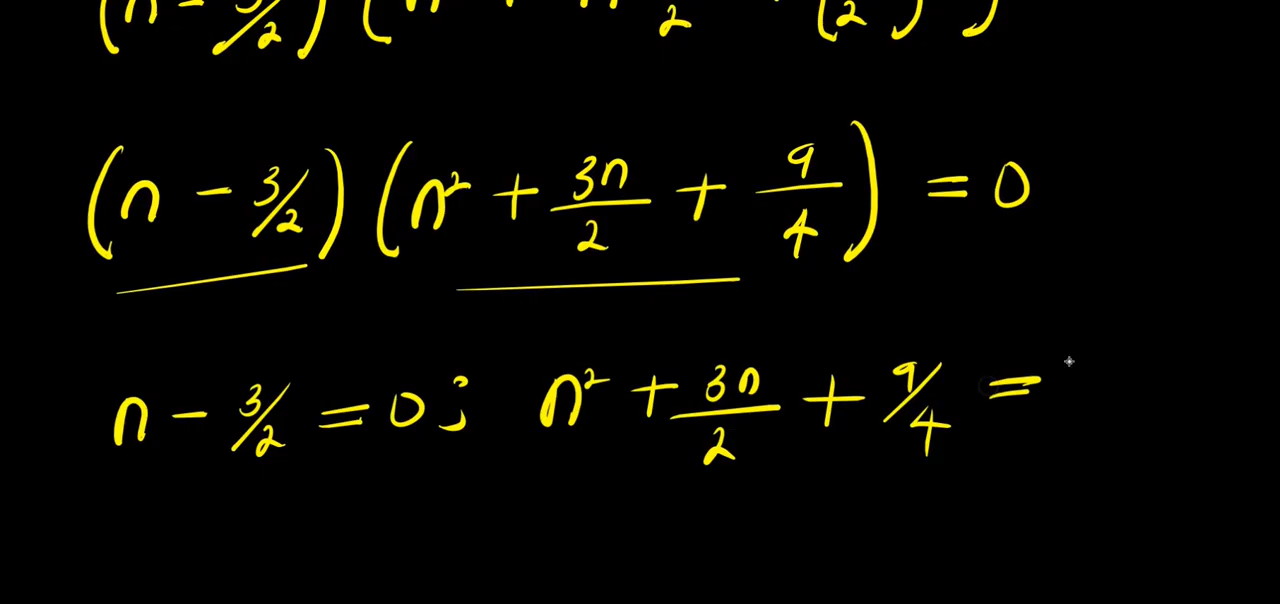 (n - 3/2)(n² + 3n/2 + 9/4) = 0
n - 3/2 = 0; n² + 3n/2 + 9/4 =